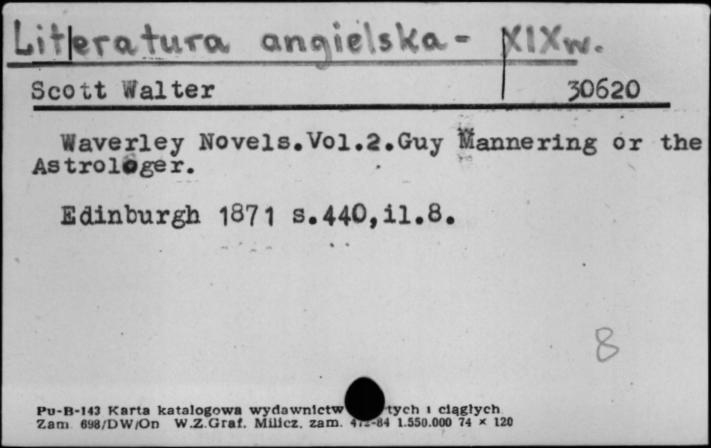 Literatura angielska - XIXw.
Scott Walter 30620
Waverley Novels.Vol.2.Guy Mannering or the
Astrologer.
Edinburgh 1871 s.440,il.8.
8
Pu-B-143 Karta katalogowa wydawnictw tych i ciągłych
Zam. 698/DW/On W.Z.Graf. Milicz, zam. 84 1.550.000 74 × 120